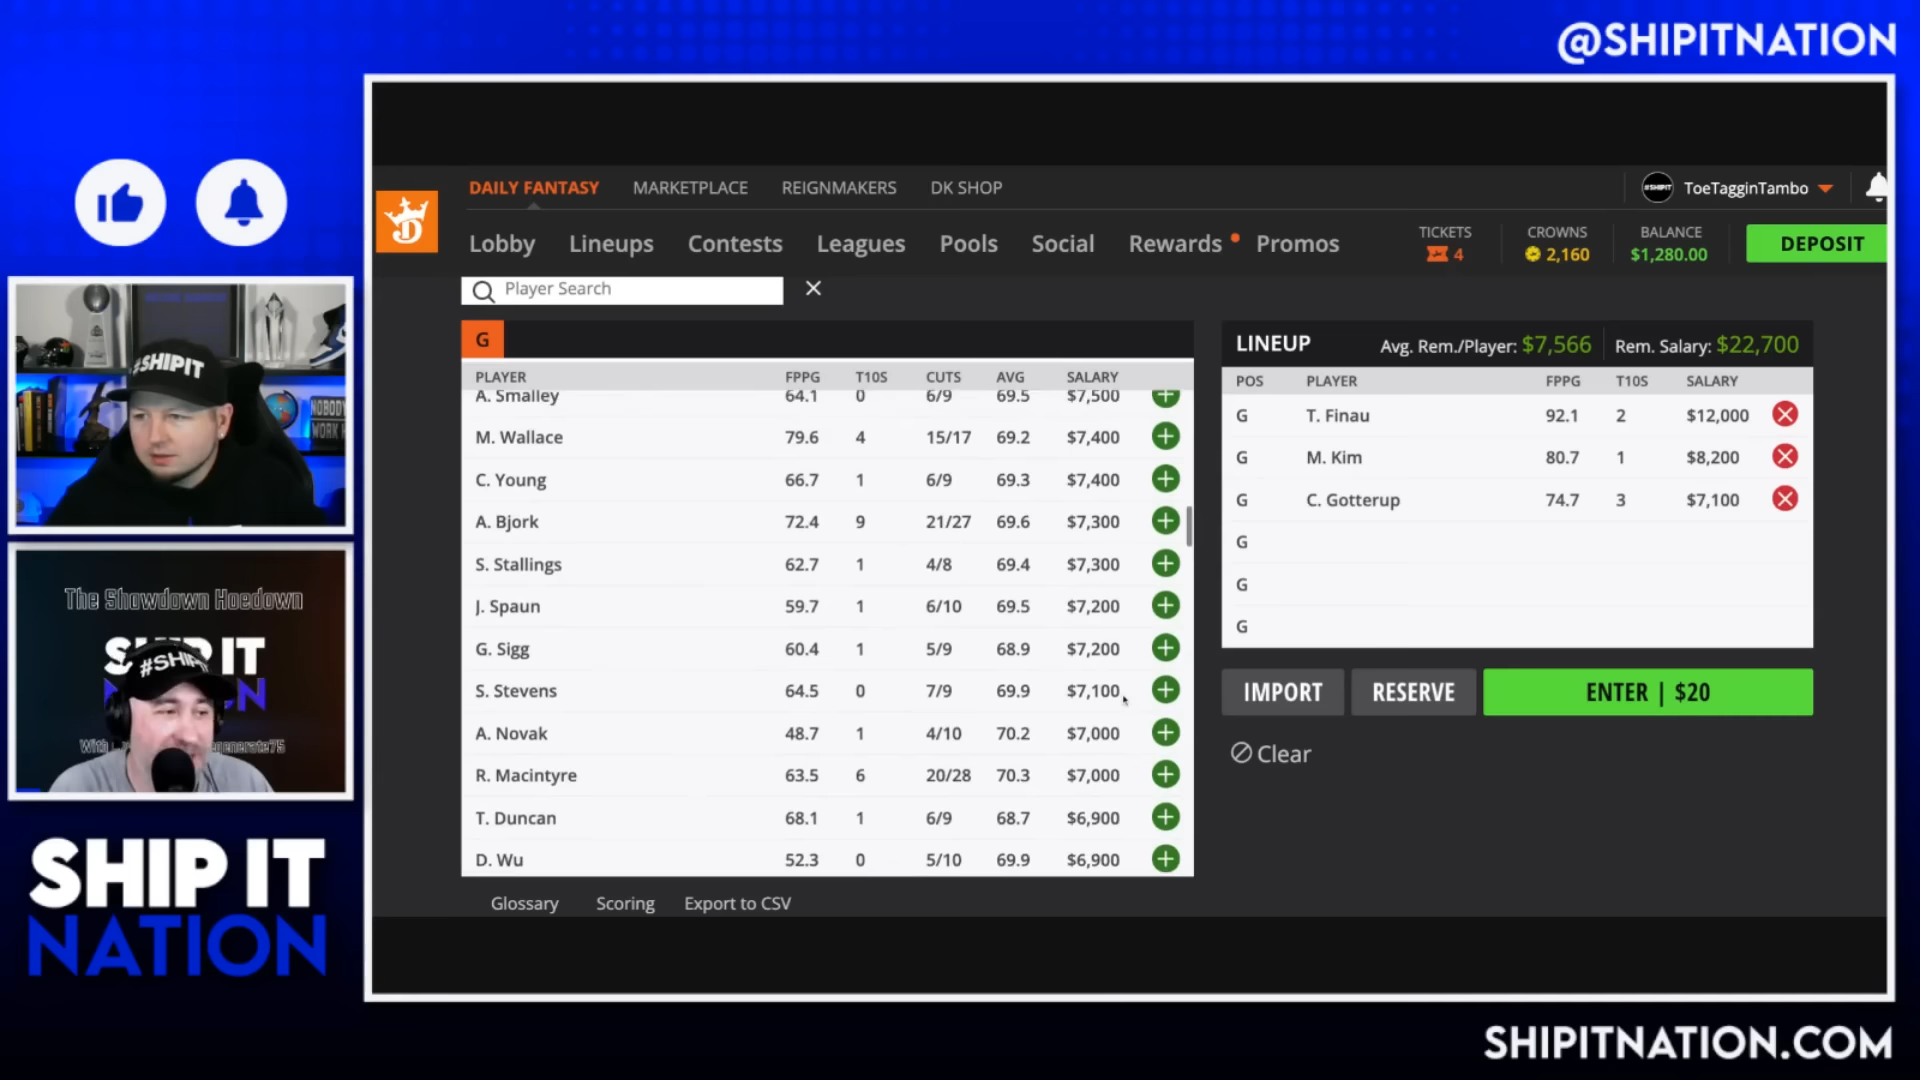 @SHIPITNATION
DAILY FANTASY MARKETPLACE REIGNMAKERS DK SHOP
#SHIPIT ToeTagginTambo
Lobby Lineups Contests Leagues Pools Social Rewards Promos
TICKETS 4
CROWNS 2,160
BALANCE $1,280.00
DEPOSIT
Player Search
G
PLAYER FPPG T10S CUTS AVG SALARY
A. Smalley 64.1 0 6/9 69.5 $7,500
M. Wallace 79.6 4 15/17 69.2 $7,400
C. Young 66.7 1 6/9 69.3 $7,400
A. Bjork 72.4 9 21/27 69.6 $7,300
S. Stallings 62.7 1 4/8 69.4 $7,300
J. Spaun 59.7 1 6/10 69.5 $7,200
G. Sigg 60.4 1 5/9 68.9 $7,200
S. Stevens 64.5 0 7/9 69.9 $7,100
A. Novak 48.7 1 4/10 70.2 $7,000
R. Macintyre 63.5 6 20/28 70.3 $7,000
T. Duncan 68.1 1 6/9 68.7 $6,900
D. Wu 52.3 0 5/10 69.9 $6,900
Glossary Scoring Export to CSV
LINEUP Avg. Rem./Player: $7,566 Rem. Salary: $22,700
POS PLAYER FPPG T10S SALARY
G T. Finau 92.1 2 $12,000
G M. Kim 80.7 1 $8,200
G C. Gotterup 74.7 3 $7,100
G
G
G
IMPORT RESERVE ENTER | $20
Clear
#SHIPIT
NOBODY
WORK
The Showdown Hoedown
SHIP IT
#SHIP
With
SHIP IT
NATION
SHIPITNATION.COM